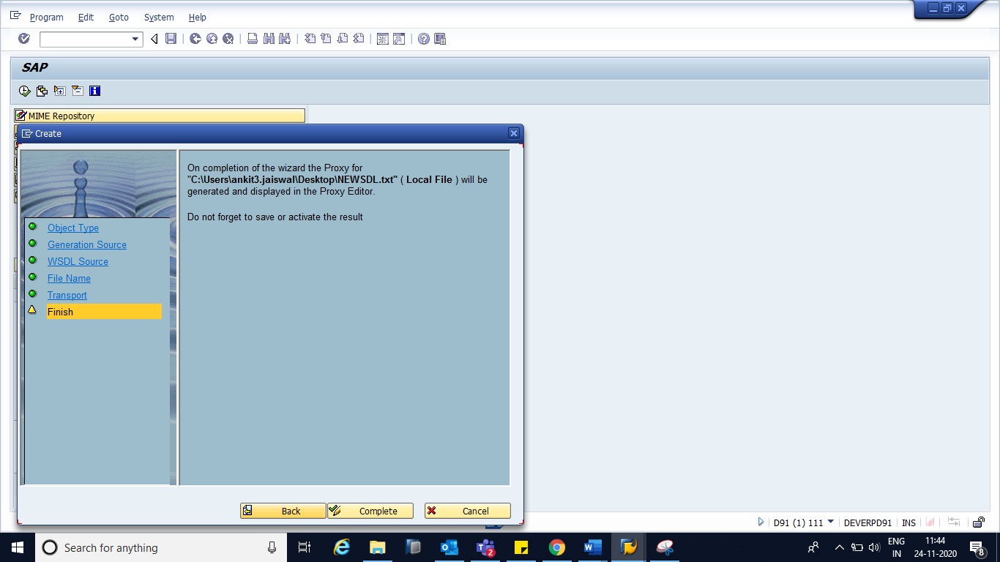 Program Edit Goto System Help
SAP
MIME Repository
Create
On completion of the wizard the Proxy for
"C:\Users\ankit3.jaiswal\Desktop\NEWSDL.txt" ( Local File ) will be
generated and displayed in the Proxy Editor.
Do not forget to save or activate the result
Object Type
Generation Source
WSDL Source
File Name
Transport
Finish
Back Complete Cancel
D91 (1) 111 DEVERPD91 INS
Search for anything
2
ENG
IN
11:44
24-11-2020
8